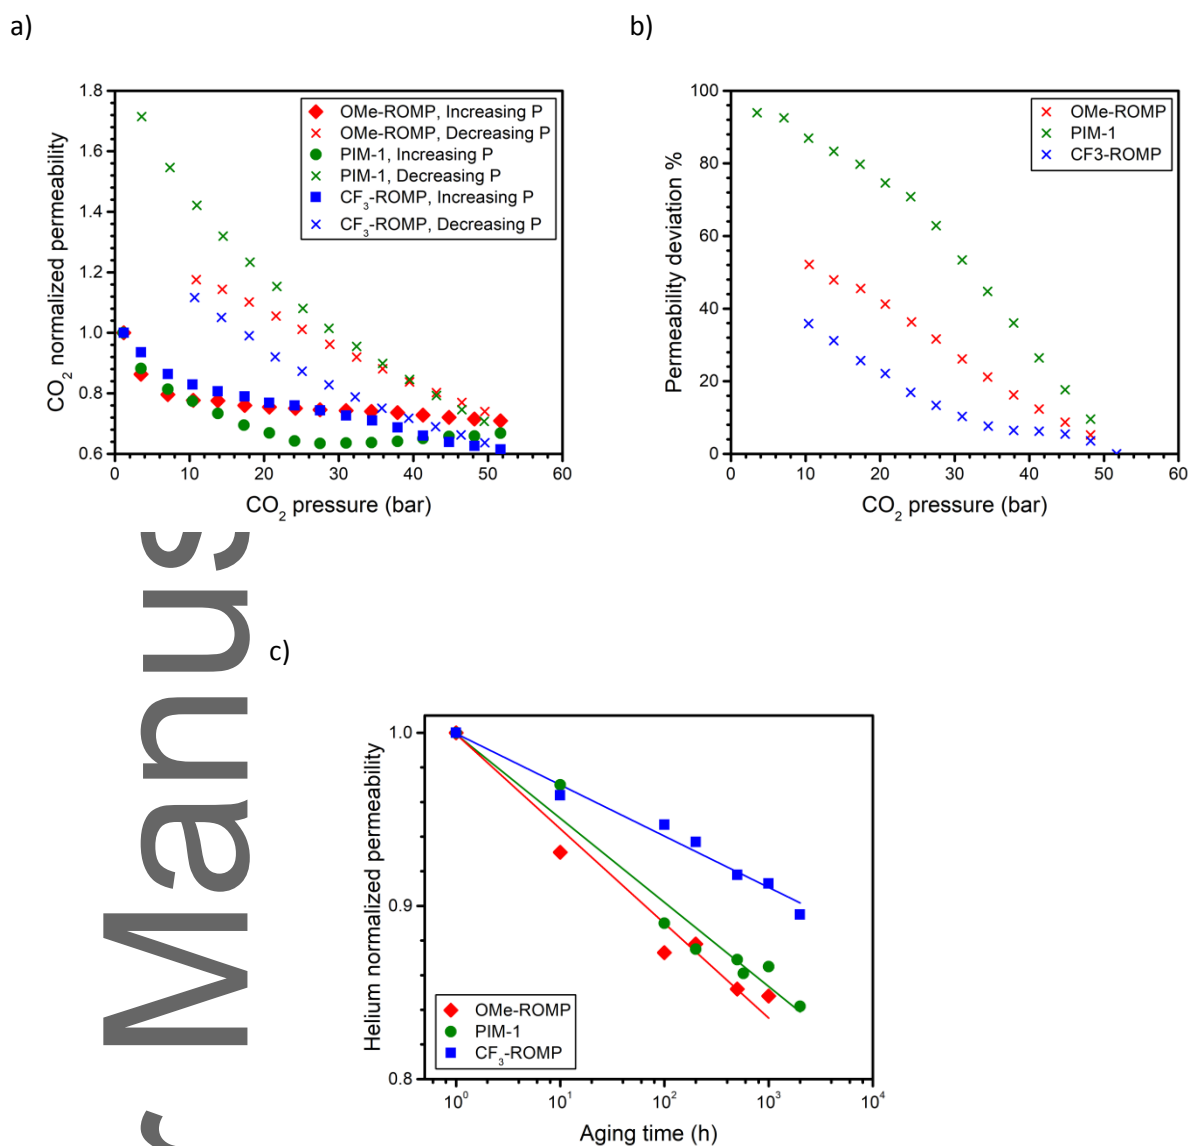 a)
b)
1.8
1.6
1.4
1.2
1.0
0.8
0.6
CO2 normalized permeability
OMe-ROMP, Increasing P
OMe-ROMP, Decreasing P
PIM-1, Increasing P
PIM-1, Decreasing P
CF3-ROMP, Increasing P
CF3-ROMP, Decreasing P
0 10 20 30 40 50 60
CO2 pressure (bar)
100
80
60
40
20
0
Permeability deviation %
OMe-ROMP
PIM-1
CF3-ROMP
0 10 20 30 40 50 60
CO2 pressure (bar)
c)
1.0
0.9
0.8
Helium normalized permeability
OMe-ROMP
PIM-1
CF3-ROMP
10^0 10^1 10^2 10^3 10^4
Aging time (h)
r Manus